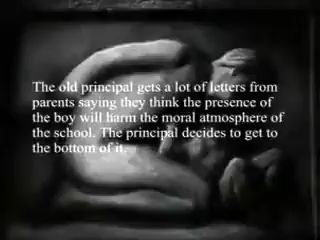 The old principal gets a lot of letters from
parents saying they think the presence of
the boy will harm the moral atmosphere of
the school. The principal decides to get to
the bottom of it.